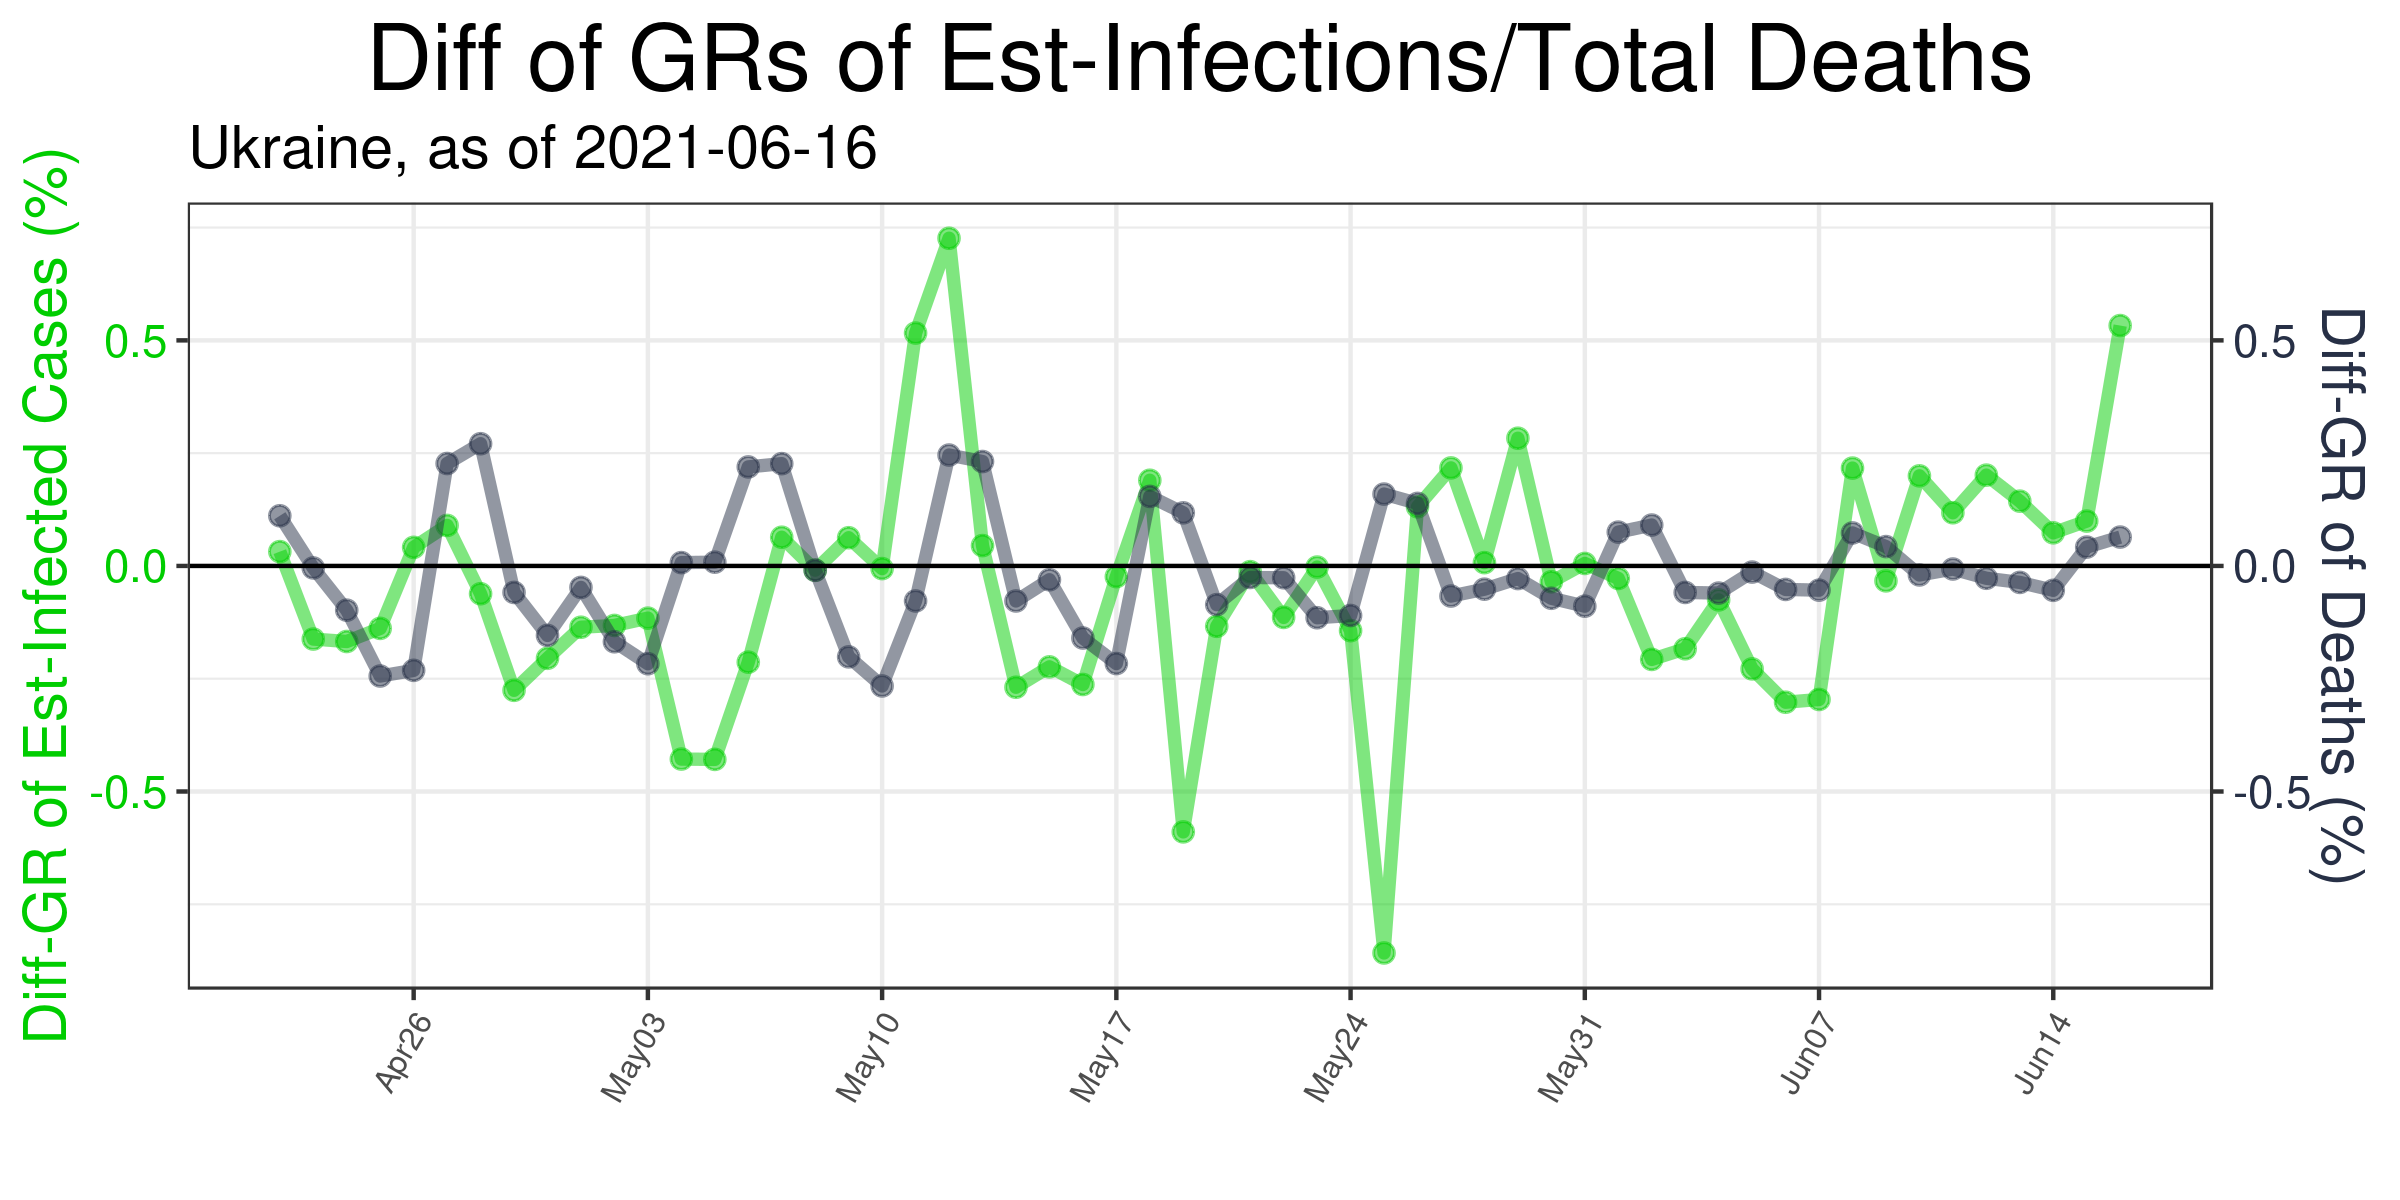 Diff of GRs of Est-Infections/Total Deaths
Ukraine, as of 2021-06-16
Diff-GR of Est-Infected Cases (%)
0.5
0.0
-0.5
0.5
0.0
-0.5
Diff-GR of Deaths (%)
Apr26
May03
May10
May17
May24
May31
Jun07
Jun14